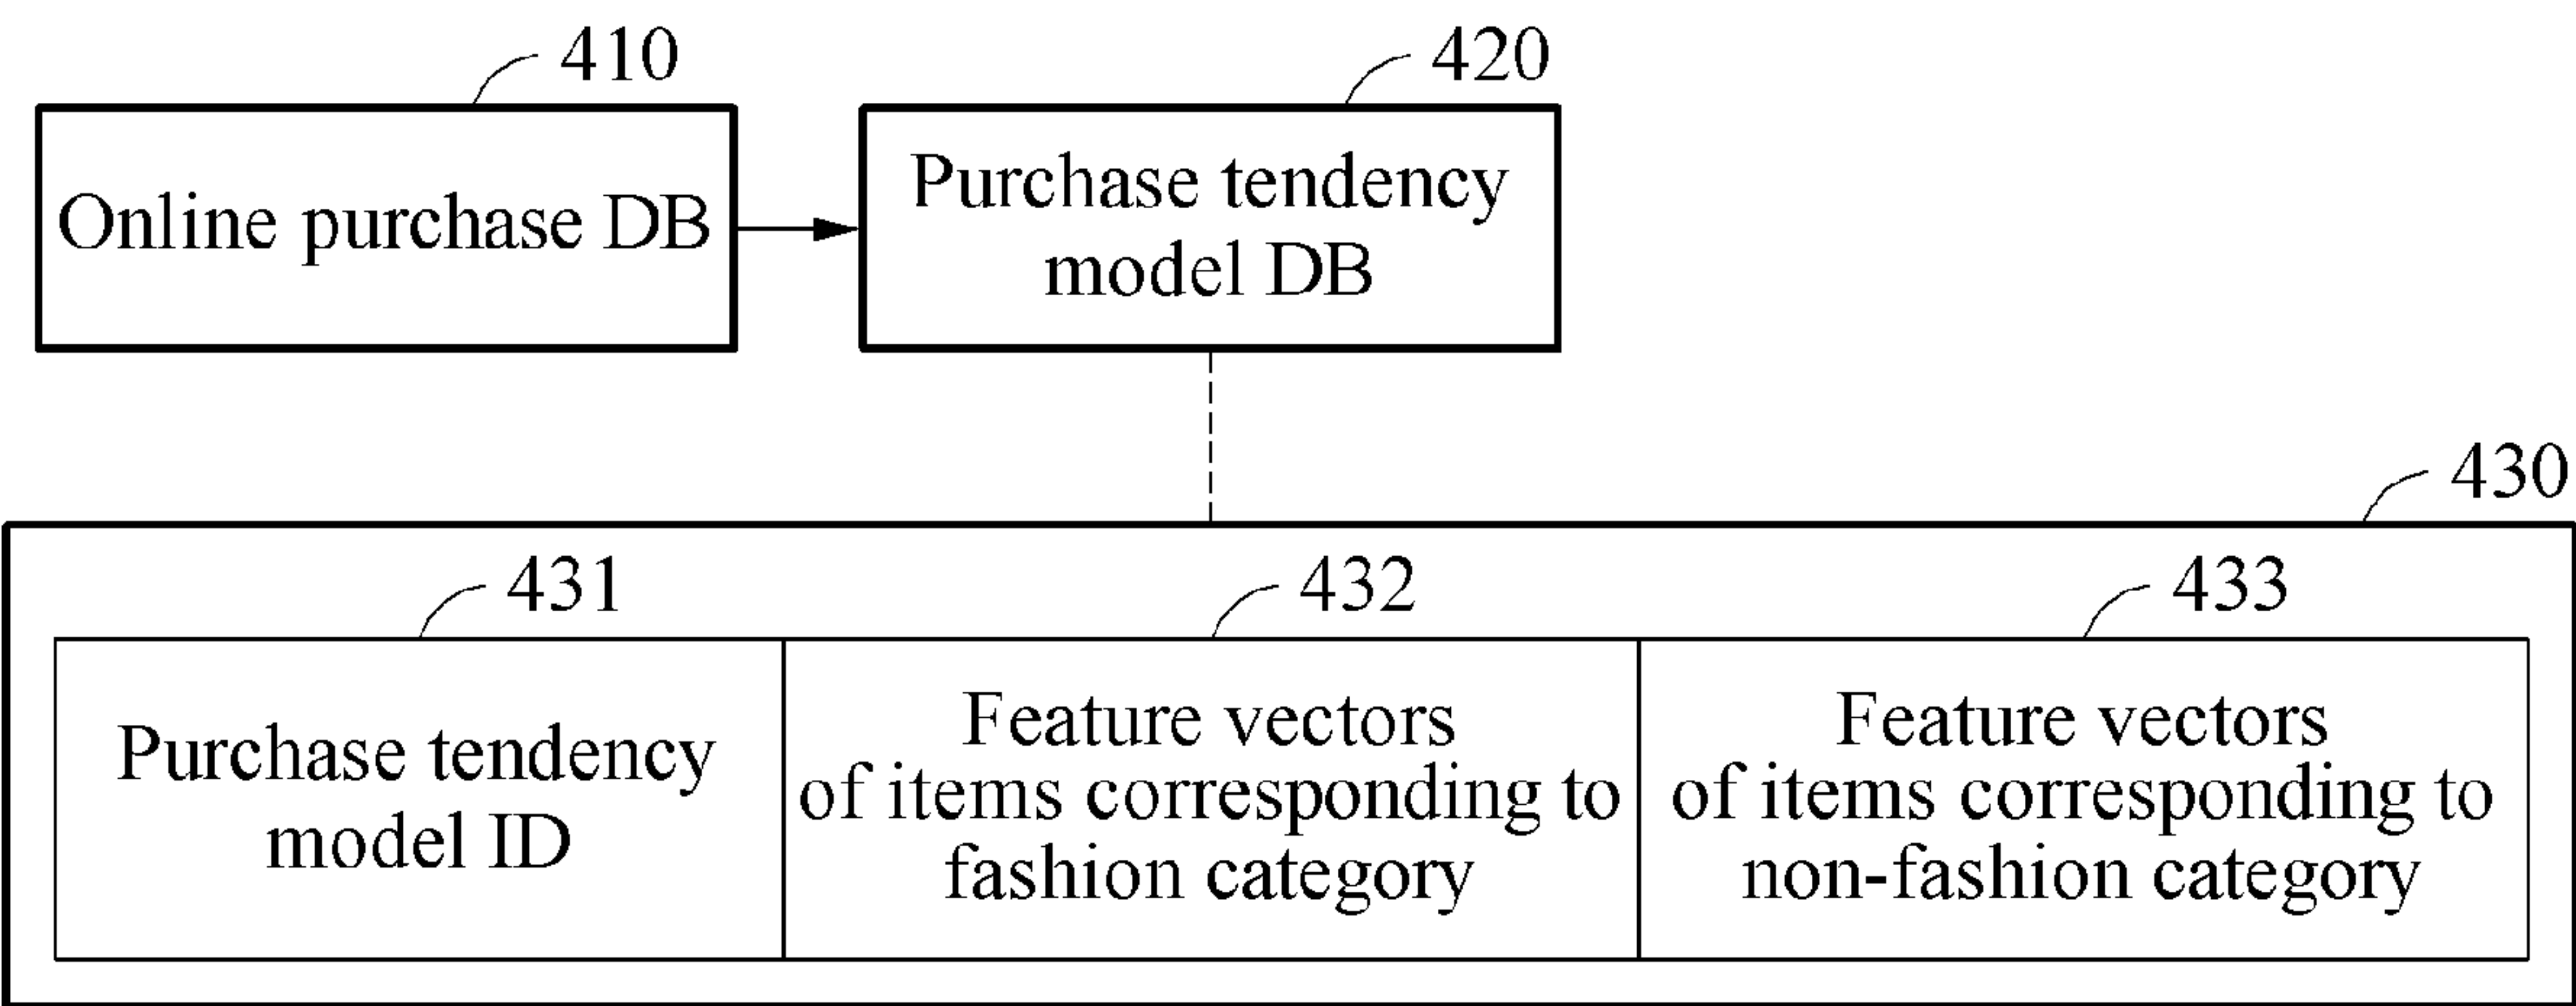 410
420
Online purchase DB
Purchase tendency
model DB
430
431
432
433
Purchase tendency
model ID
Feature vectors
of items corresponding to
fashion category
Feature vectors
of items corresponding to
non-fashion category